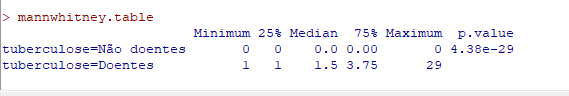 > mannwhitney.table
Minimum 25% Median 75% Maximum p.value
tuberculose=Não doentes 0 0 0.0 0.00 0 4.38e-29
tuberculose=Doentes 1 1 1.5 3.75 29